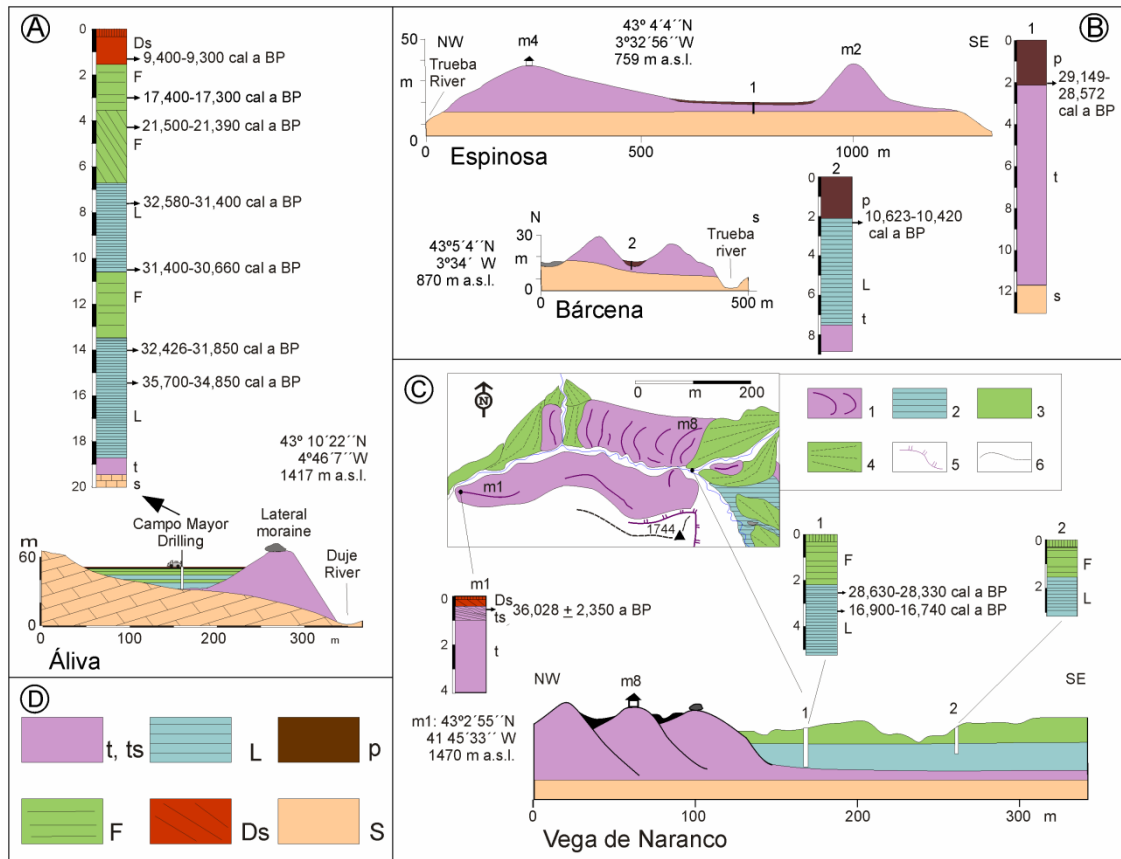 A
0
Ds
9,400-9,300 cal a BP
F
2
17,400-17,300 cal a BP
4
21,500-21,390 cal a BP
F
6
32,580-31,400 cal a BP
8
L
10
31,400-30,660 cal a BP
F
12
14
32,426-31,850 cal a BP
35,700-34,850 cal a BP
16
L
18
43º 10´22´´N
4º46´7´´W
1417 m a.s.l.
t
20
s
Campo Mayor
Drilling
Lateral
moraine
Duje
River
m
60
0
0
100
200
300
m
Áliva
B
50
m
0
NW
Trueba
River
m4
43º 4´4´´N
3º32´56´´W
759 m a.s.l.
1
m2
SE
0
500
1000 m
Espinosa
1
0
p
29,149-
28,572
cal a BP
2
4
t
6
8
10
12
s
N
43º5´4´´N
3º34´ W
870 m a.s.l.
30
m
0
2
s
Trueba
river
0
500 m
Bárcena
2
0
p
2
10,623-10,420
cal a BP
4
L
6
t
8
C
N
0
m
200
m8
m1
1744
1
2
3
4
5
6
m1
0
Ds
ts
36,028 ± 2,350 a BP
2
t
4
1
0
F
2
28,630-28,330 cal a BP
16,900-16,740 cal a BP
4
L
2
0
F
2
L
m1: 43º2´55´´N
41 45´33´´ W
1470 m a.s.l.
NW
m8
1
2
SE
0
100
200
300
m
Vega de Naranco
D
t, ts
L
p
F
Ds
S